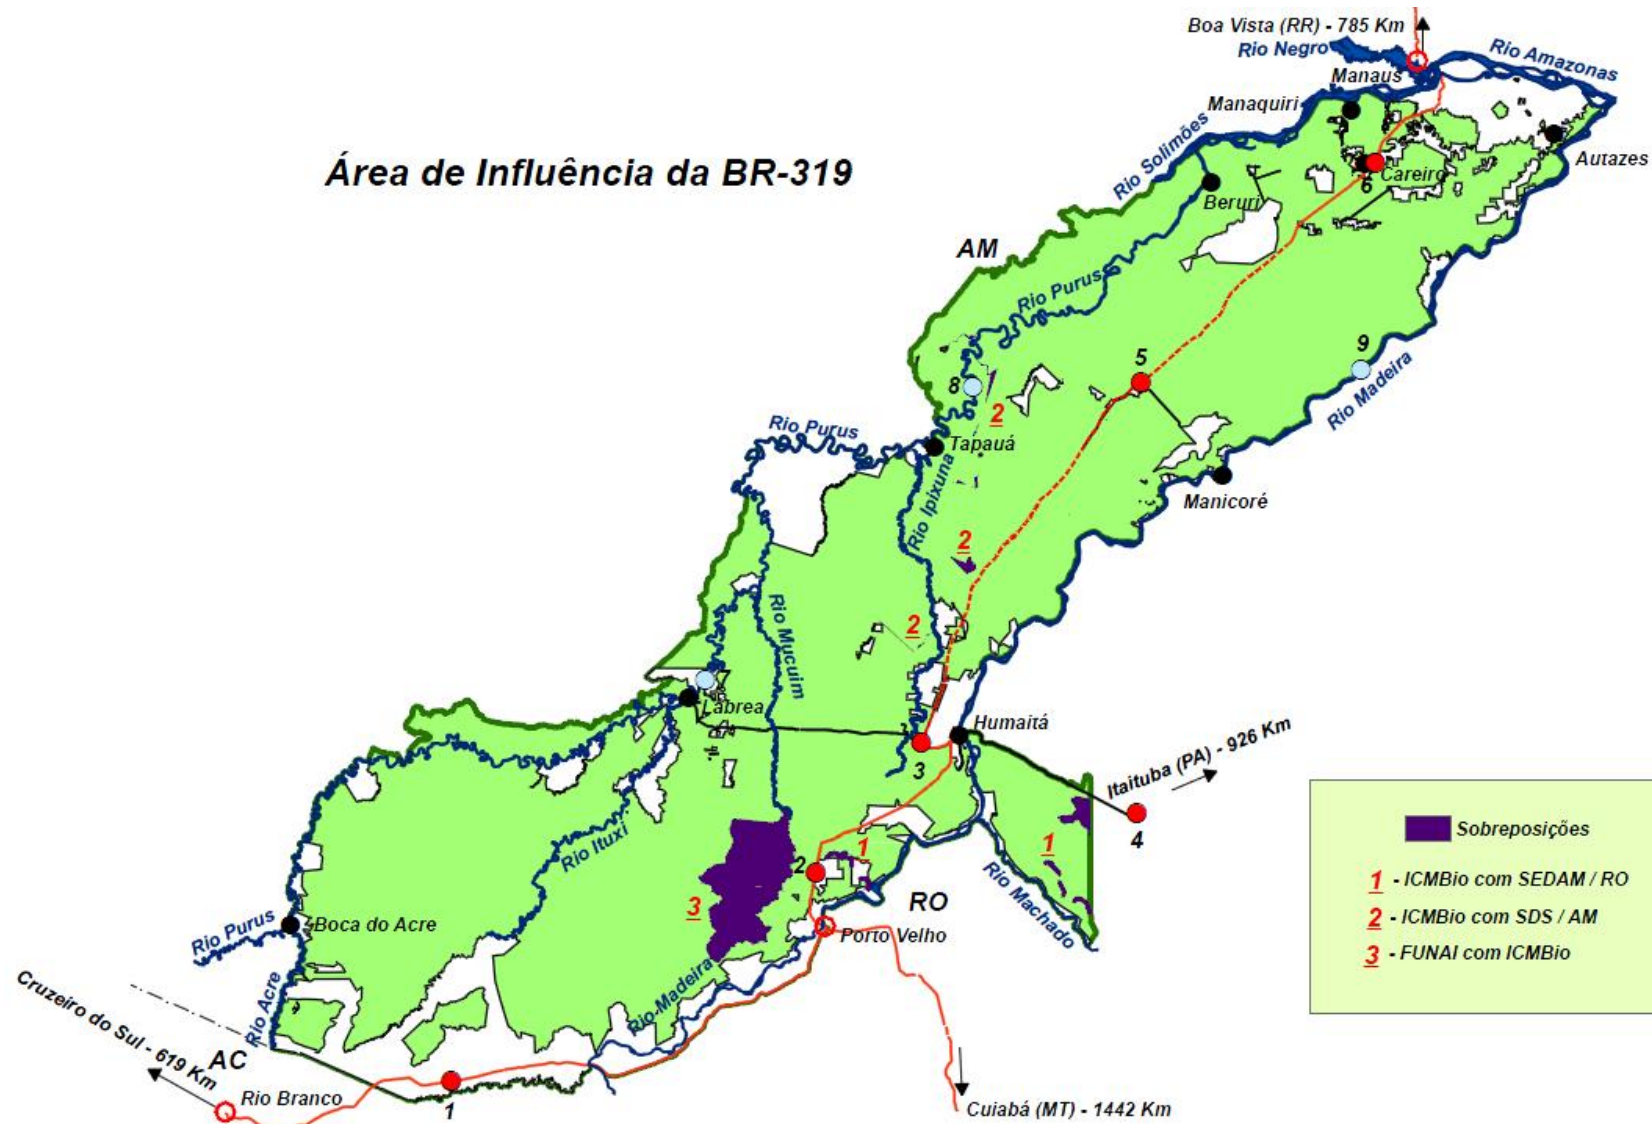 Boa Vista (RR) - 785 Km
Rio Negro
Rio Amazonas
Manaus
Manaquiri
Rio Solimões
Autazes
Careiro
6
Área de Influência da BR-319
Beruri
AM
Rio Purus
5
9
8
2
Rio Madeira
Rio Purus
Tapauá
Rio Ipixuna
Manicoré
2
Rio Mucuim
2
Lábrea
Humaitá
3
Itaituba (PA) - 926 Km
4
Rio Ituxi
1
1
2
3
RO
Rio Machado
Porto Velho
Rio Purus
Boca do Acre
Rio-Madeira
Rio Acre
Cruzeiro do Sul - 619 Km
AC
Rio Branco
1
Cuiabá (MT) - 1442 Km
Sobreposições
1 - ICMBio com SEDAM / RO
2 - ICMBio com SDS / AM
3 - FUNAI com ICMBio